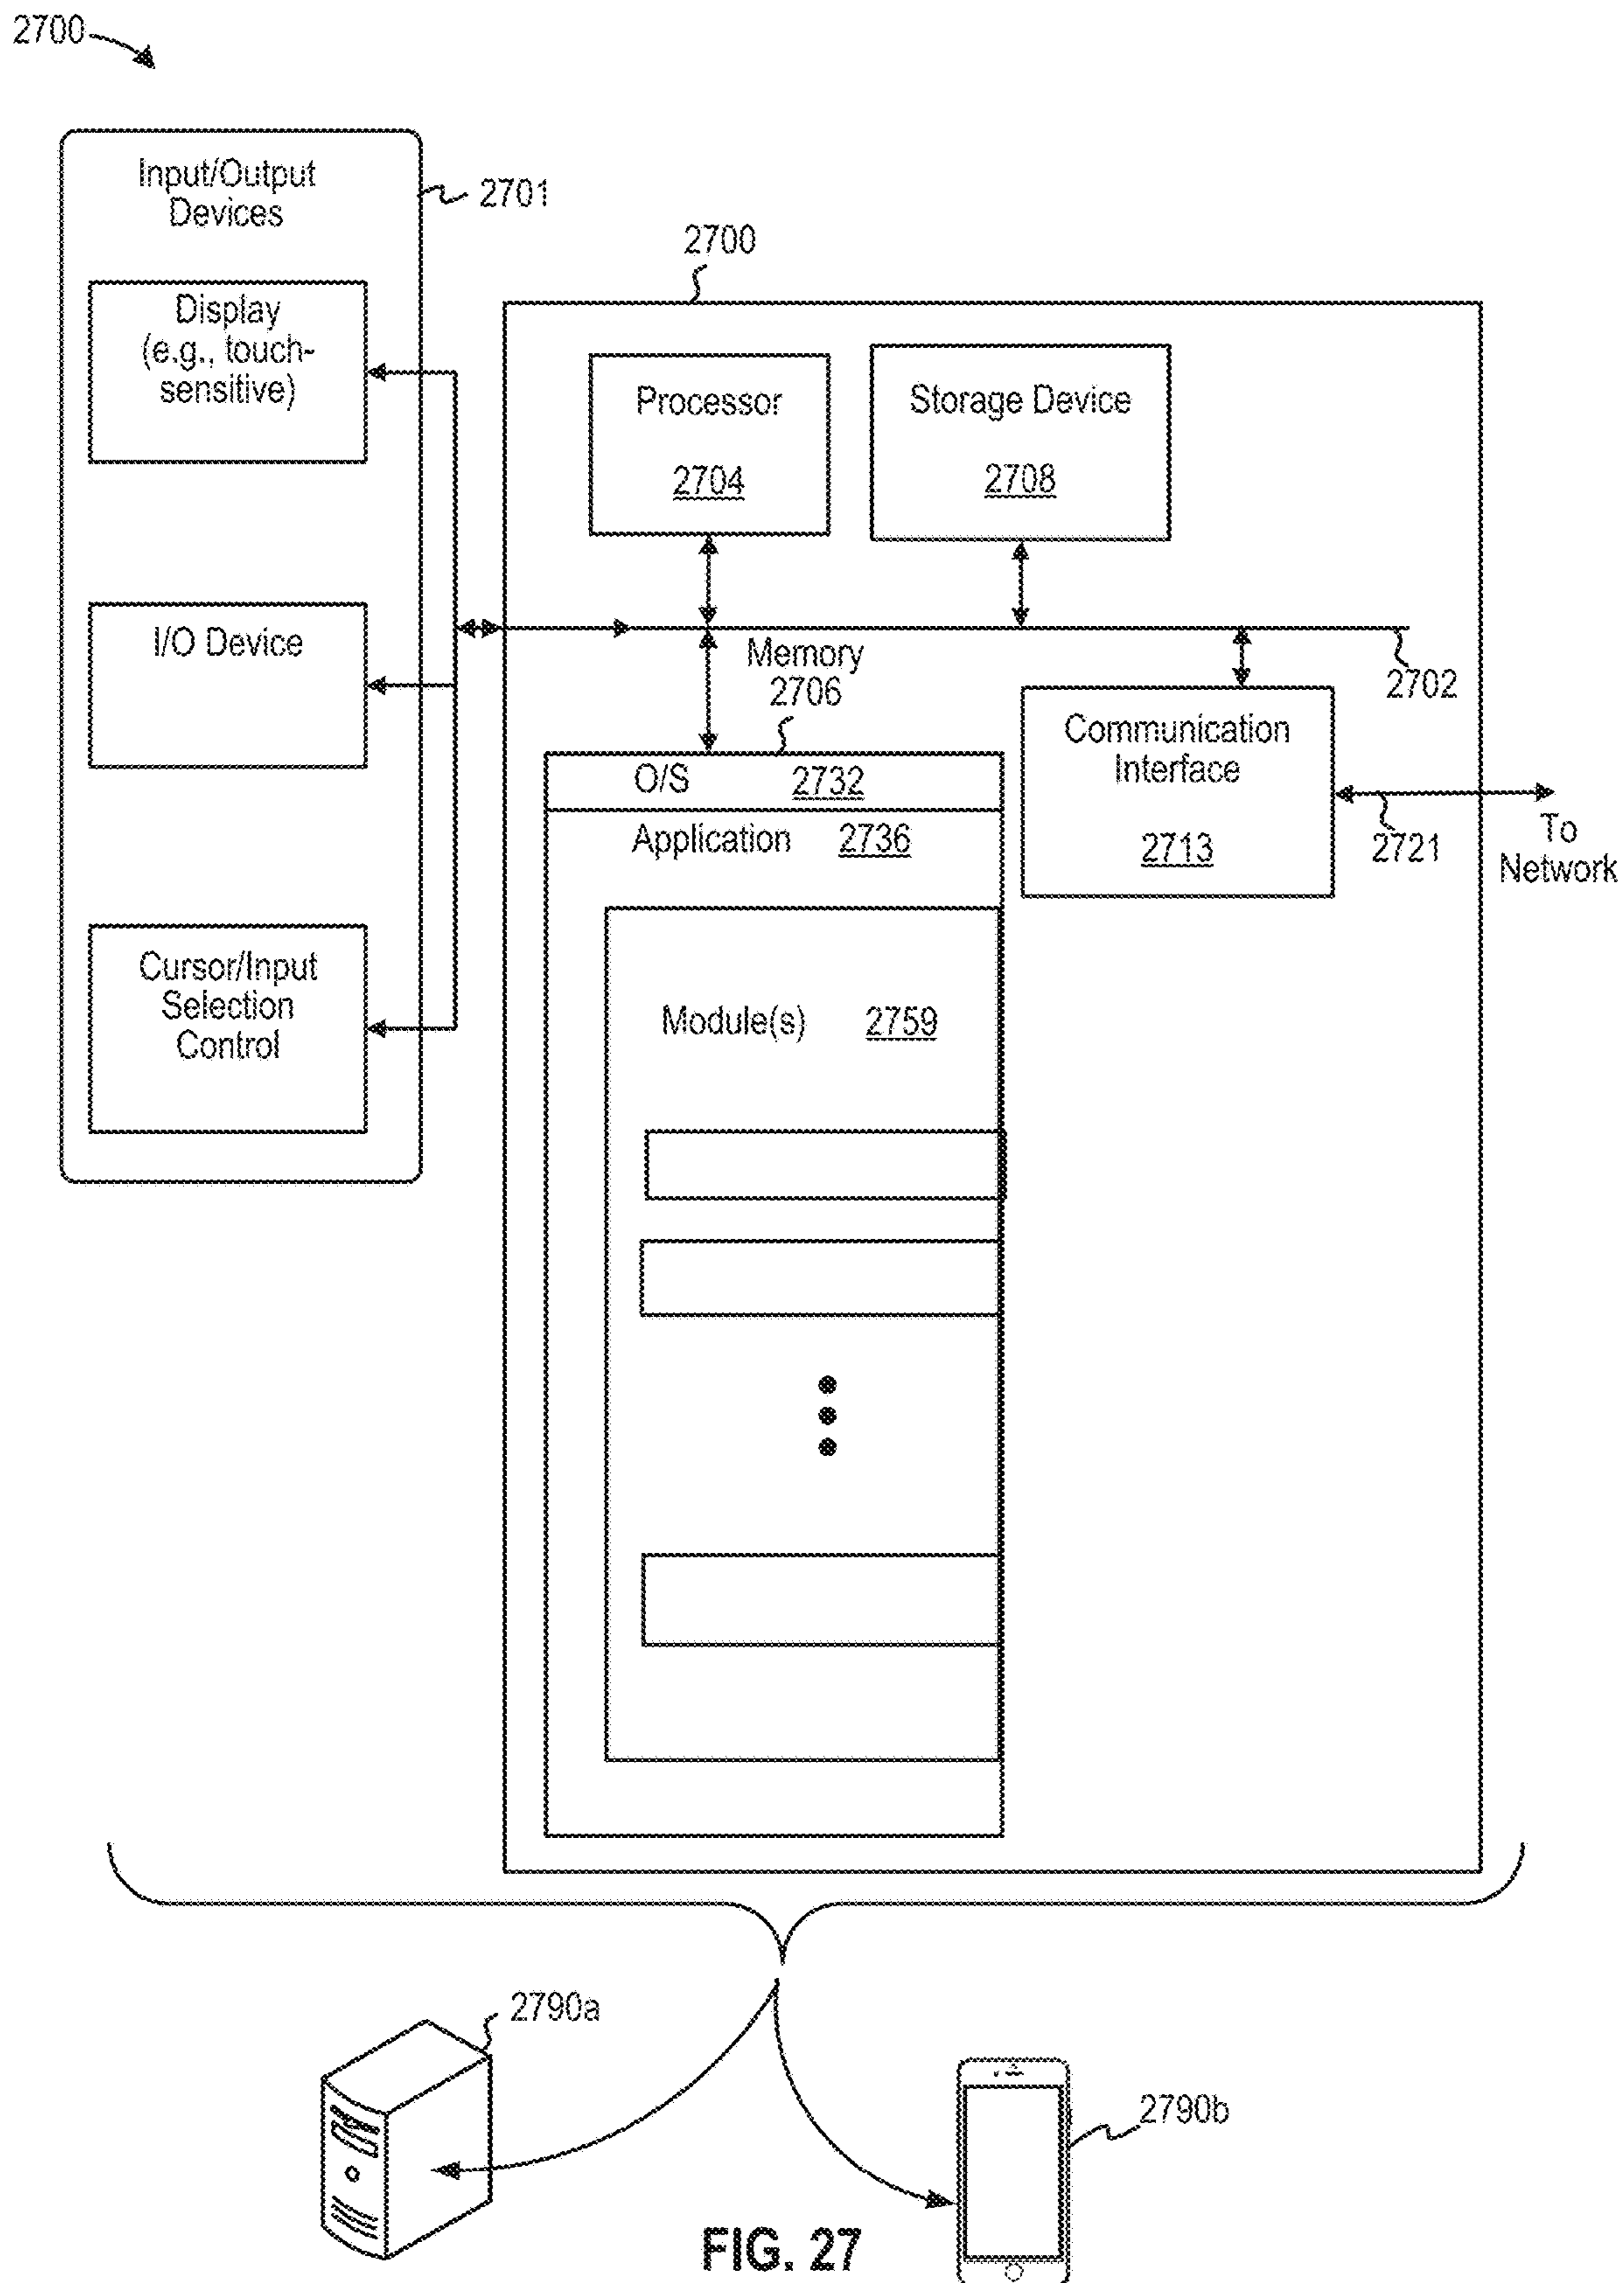 2700
Input/Output
Devices
2701
Display
(e.g., touch-
sensitive)
I/O Device
Cursor/Input
Selection
Control
2700
Processor
2704
Storage Device
2708
2702
Memory
2706
O/S 2732
Application 2736
Module(s) 2759
Communication
Interface
2713
2721
To
Network
2790a
2790b
FIG. 27